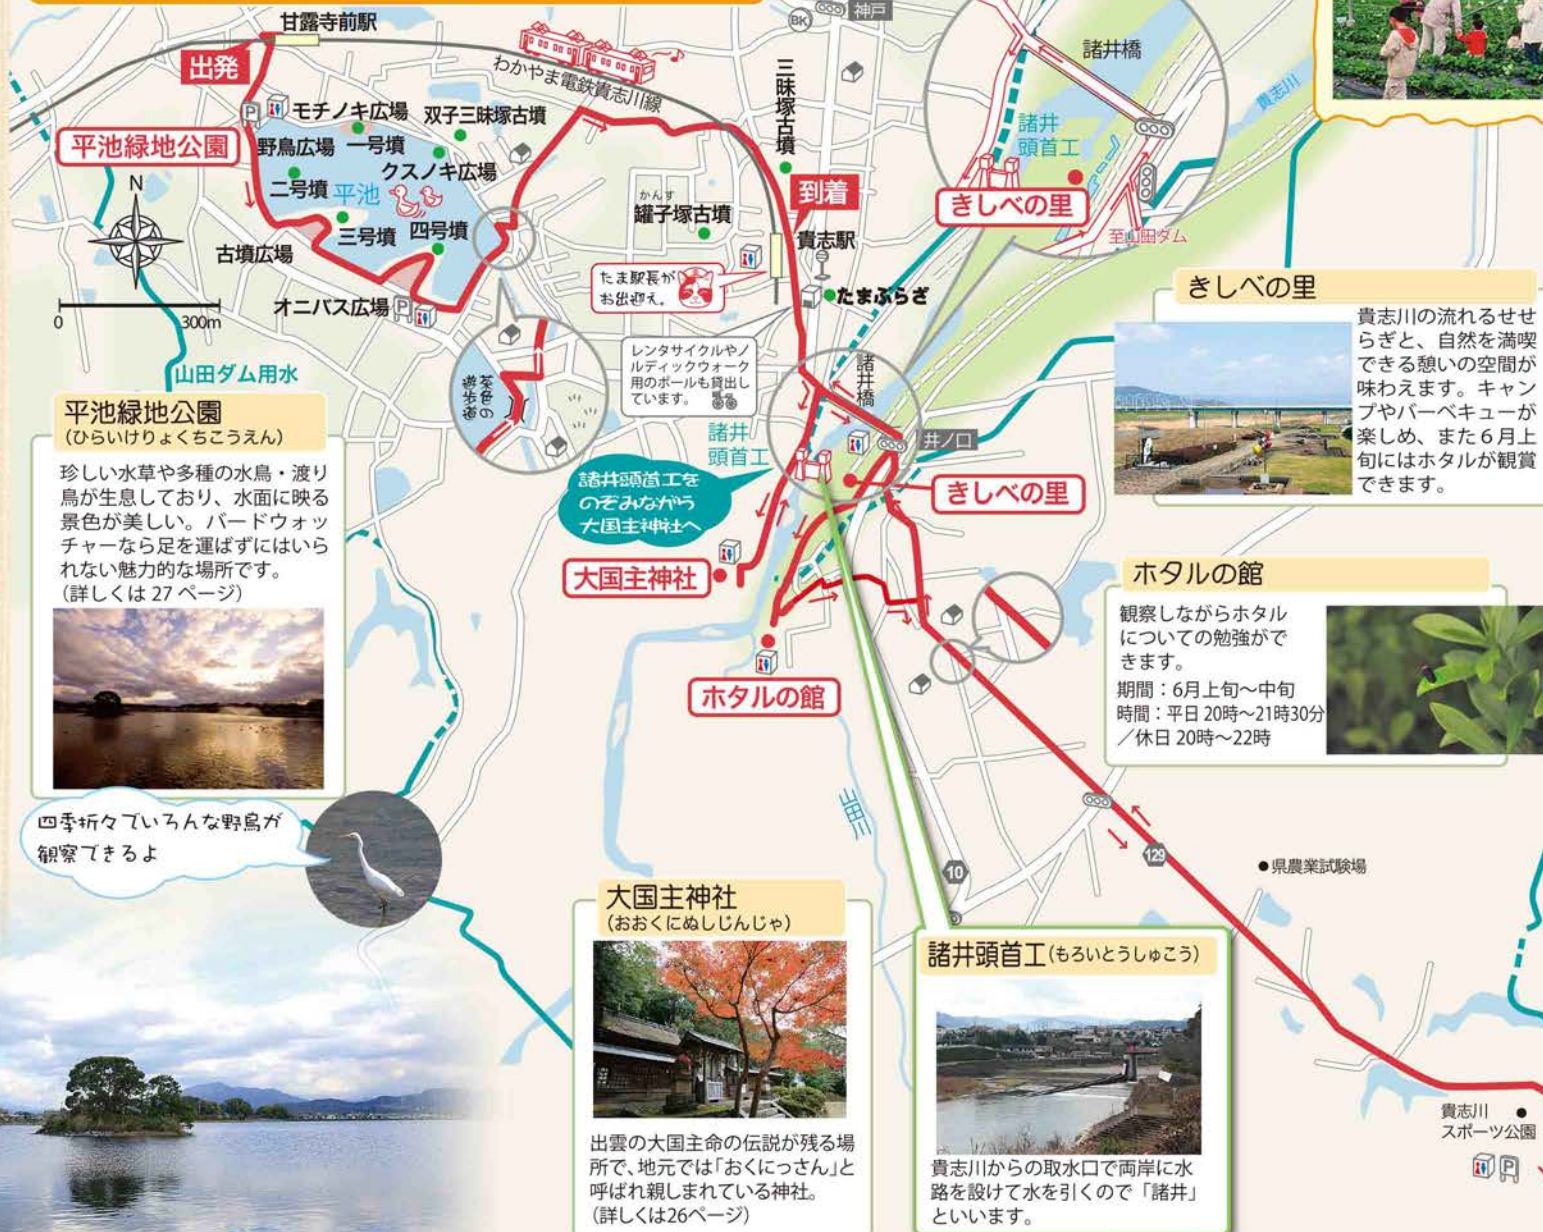 甘露寺前駅
出発
わかやま電鉄貴志川線
BK
神戸
三昧塚古墳
諸井橋
貴志川
諸井
頭首工
きしべの里
至山田ダム
P
モチノキ広場
双子三昧塚古墳
平池緑地公園
野鳥広場
一号墳
クスノキ広場
二号墳
平池
三号墳
四号墳
古墳広場
オニバス広場
P
N
0
300m
山田ダム用水
かんす
罐子塚古墳
到着
貴志駅
たま駅長が
お出迎え。
たまぷらざ
レンタサイクルやノ
ルディックウォーク
用のポールも貸出し
ています。
茶色の
遊歩道
諸井橋
井ノ口
諸井
頭首工
諸井頭首工を
のぞみながら
大国主神社へ
きしべの里
大国主神社
ホタルの館
山田川
10
129
県農業試験場
貴志川
スポーツ公園
P
平池緑地公園
(ひらいけりょくちこうえん)
珍しい水草や多種の水鳥・渡り
鳥が生息しており、水面に映る
景色が美しい。バードウォッ
チャーなら足を運ばずにはいら
れない魅力的な場所です。
(詳しくは 27 ページ)
四季折々でいろんな野鳥が
観察できるよ
きしべの里
貴志川の流れるせせ
らぎと、自然を満喫
できる憩いの空間が
味わえます。キャン
プやバーベキューが
楽しめ、また6月上
旬にはホタルが観賞
できます。
ホタルの館
観察しながらホタル
についての勉強がで
きます。
期間：6月上旬～中旬
時間：平日 20時～21時30分
／休日 20時～22時
大国主神社
(おおくにぬしじんじゃ)
出雲の大国主命の伝説が残る場
所で、地元では「おくにっさん」と
呼ばれ親しまれている神社。
(詳しくは26ページ)
諸井頭首工(もろいとうしゅこう)
貴志川からの取水口で両岸に水
路を設けて水を引くので「諸井」
といいます。